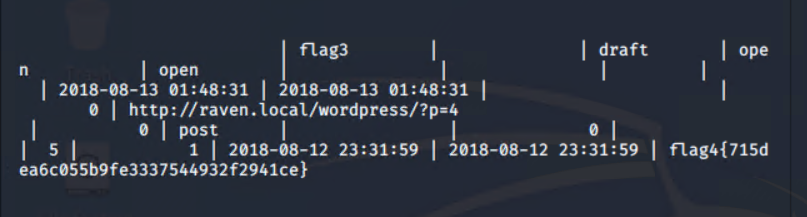 | flag3 | | draft | ope
n | open | | | |
| 2018-08-13 01:48:31 | 2018-08-13 01:48:31 | |
0 | http://raven.local/wordpress/?p=4
| 0 | post | | 0 |
| 5 | 1 | 2018-08-12 23:31:59 | 2018-08-12 23:31:59 | flag4{715d
ea6c055b9fe3337544932f2941ce}